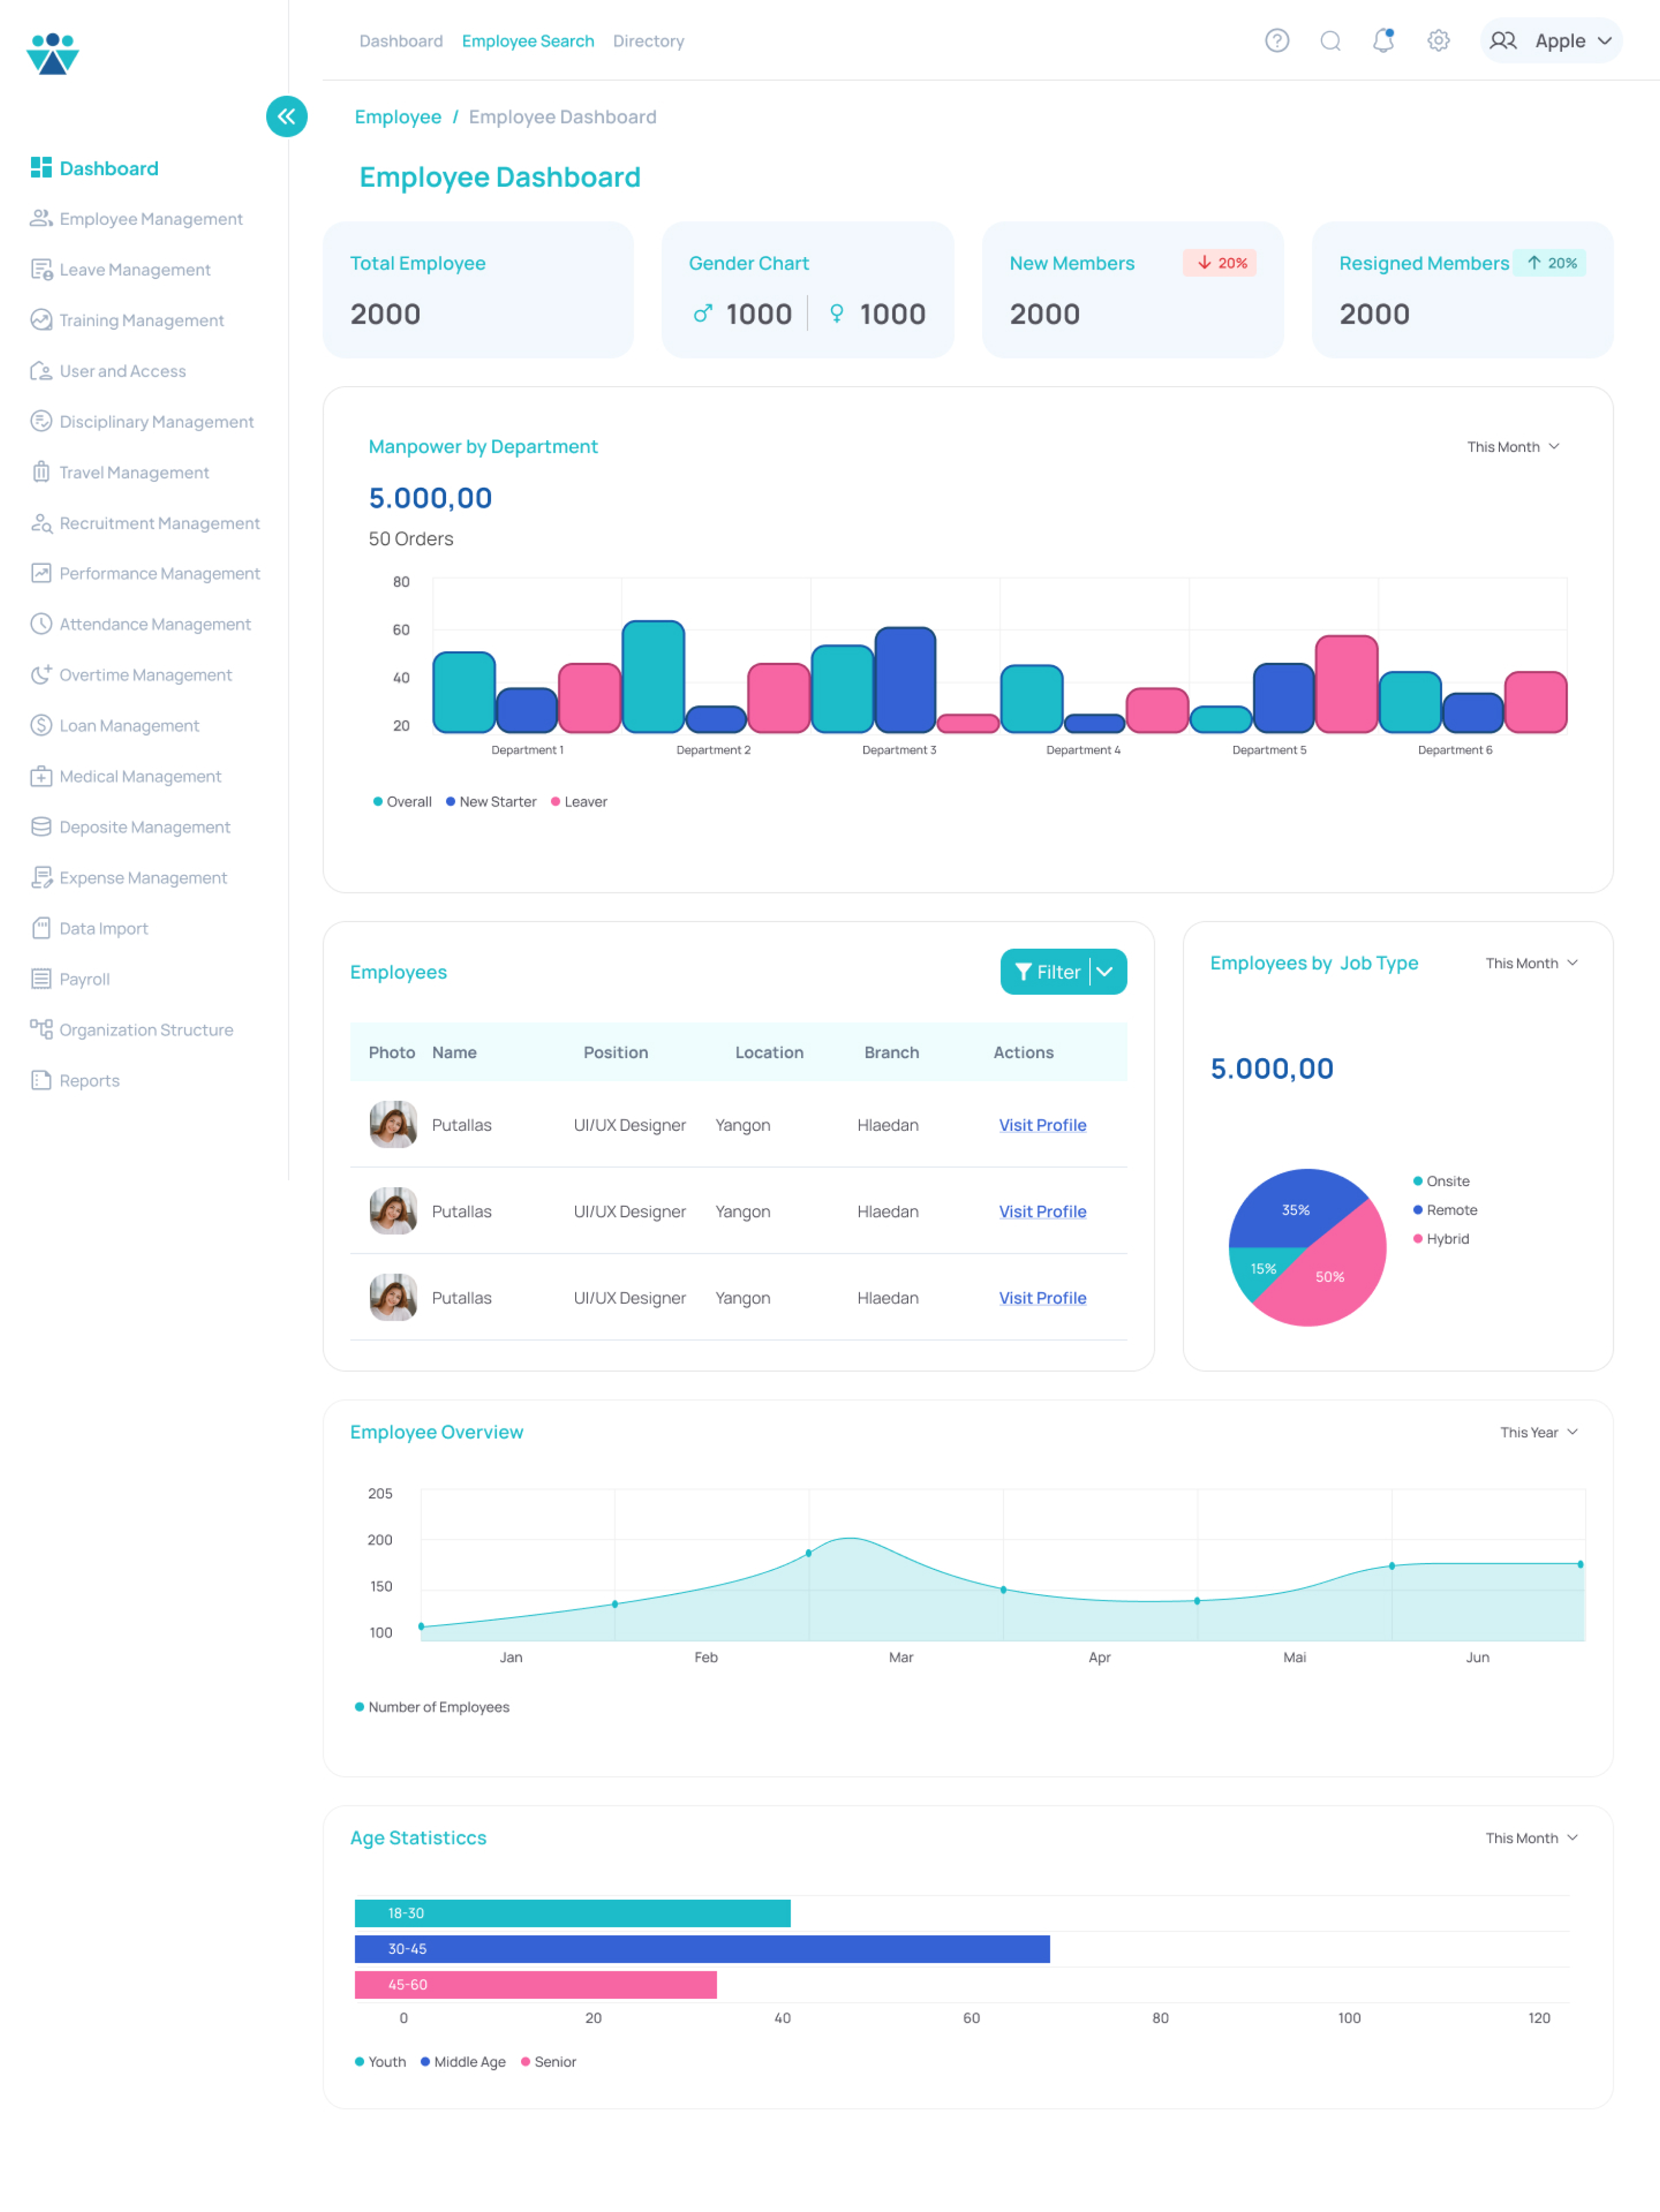 Dashboard Employee Search Directory
Apple
Employee / Employee Dashboard
Dashboard
Employee Management
Leave Management
Training Management
User and Access
Disciplinary Management
Travel Management
Recruitment Management
Performance Management
Attendance Management
Overtime Management
Loan Management
Medical Management
Deposite Management
Expense Management
Data Import
Payroll
Organization Structure
Reports
Employee Dashboard
Total Employee
2000
Gender Chart
1000 1000
New Members 20%
2000
Resigned Members 20%
2000
Manpower by Department This Month
5.000,00
50 Orders
80
60
40
20
Department 1 Department 2 Department 3 Department 4 Department 5 Department 6
Overall New Starter Leaver
Employees Filter
Photo Name Position Location Branch Actions
Putallas UI/UX Designer Yangon Hlaedan Visit Profile
Putallas UI/UX Designer Yangon Hlaedan Visit Profile
Putallas UI/UX Designer Yangon Hlaedan Visit Profile
Employees by Job Type This Month
5.000,00
35%
15%
50%
Onsite
Remote
Hybrid
Employee Overview This Year
205
200
150
100
Jan Feb Mar Apr Mai Jun
Number of Employees
Age Statisticcs This Month
18-30
30-45
45-60
0 20 40 60 80 100 120
Youth Middle Age Senior